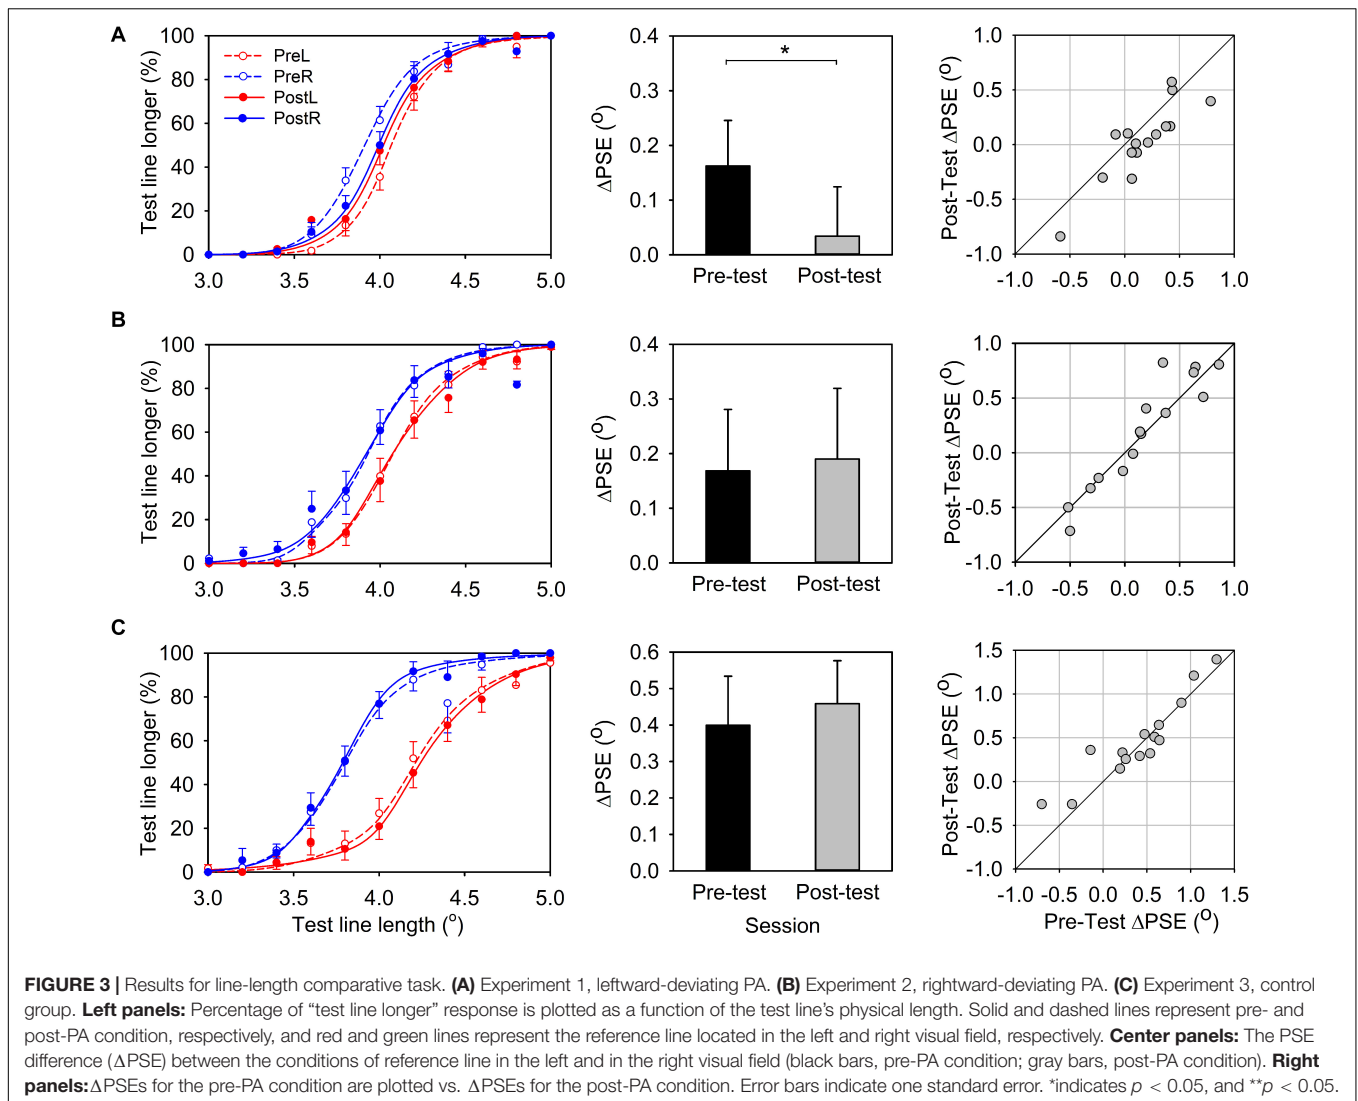 A
100
80
60
40
20
0
Test line longer (%)
PreL
PreR
PostL
PostR
3.0 3.5 4.0 4.5 5.0
0.4
0.3
0.2
0.1
0.0
ΔPSE (o)
*
Pre-test Post-test
1.0
0.5
0.0
-0.5
-1.0
Post-Test ΔPSE (O)
-1.0 -0.5 0.0 0.5 1.0
B
100
80
60
40
20
0
Test line longer (%)
3.0 3.5 4.0 4.5 5.0
0.4
0.3
0.2
0.1
0.0
ΔPSE (o)
Pre-test Post-test
1.0
0.5
0.0
-0.5
-1.0
Post-Test ΔPSE (O)
-1.0 -0.5 0.0 0.5 1.0
C
100
80
60
40
20
0
Test line longer (%)
3.0 3.5 4.0 4.5 5.0
Test line length (o)
0.6
0.5
0.4
0.3
0.2
0.1
0.0
ΔPSE (o)
Pre-test Post-test
Session
1.5
1.0
0.5
0.0
-0.5
-1.0
Post-Test ΔPSE (O)
-1.0 -0.5 0.0 0.5 1.0 1.5
Pre-Test ΔPSE (O)
FIGURE 3 | Results for line-length comparative task. (A) Experiment 1, leftward-deviating PA. (B) Experiment 2, rightward-deviating PA. (C) Experiment 3, control
group. Left panels: Percentage of “test line longer” response is plotted as a function of the test line's physical length. Solid and dashed lines represent pre- and
post-PA condition, respectively, and red and green lines represent the reference line located in the left and right visual field, respectively. Center panels: The PSE
difference (ΔPSE) between the conditions of reference line in the left and in the right visual field (black bars, pre-PA condition; gray bars, post-PA condition). Right
panels: ΔPSEs for the pre-PA condition are plotted vs. ΔPSEs for the post-PA condition. Error bars indicate one standard error. *indicates p < 0.05, and **p < 0.05.